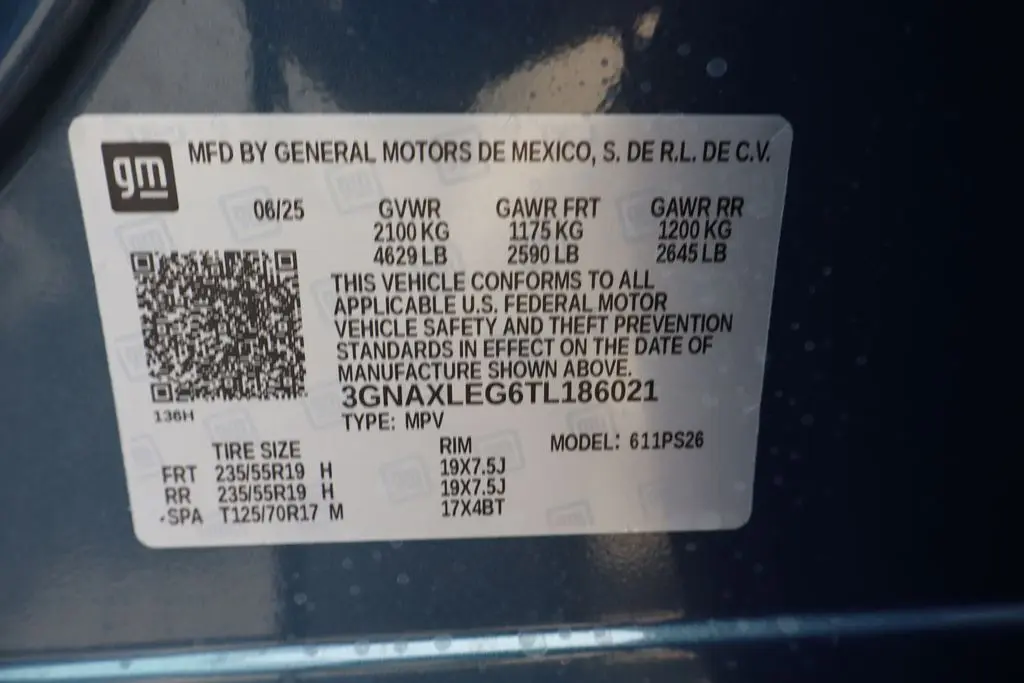 gm MFD BY GENERAL MOTORS DE MEXICO, S. DE R.L. DE C.V.
06/25 GVWR GAWR FRT GAWR RR
2100 KG 1175 KG 1200 KG
4629 LB 2590 LB 2645 LB
THIS VEHICLE CONFORMS TO ALL
APPLICABLE U.S. FEDERAL MOTOR
VEHICLE SAFETY AND THEFT PREVENTION
STANDARDS IN EFFECT ON THE DATE OF
MANUFACTURE SHOWN ABOVE.
3GNAXLEG6TL186021
136H
TYPE: MPV
TIRE SIZE RIM MODEL: 611PS26
FRT 235/55R19 H 19X7.5J
RR 235/55R19 H 19X7.5J
SPA T125/70R17 M 17X4BT